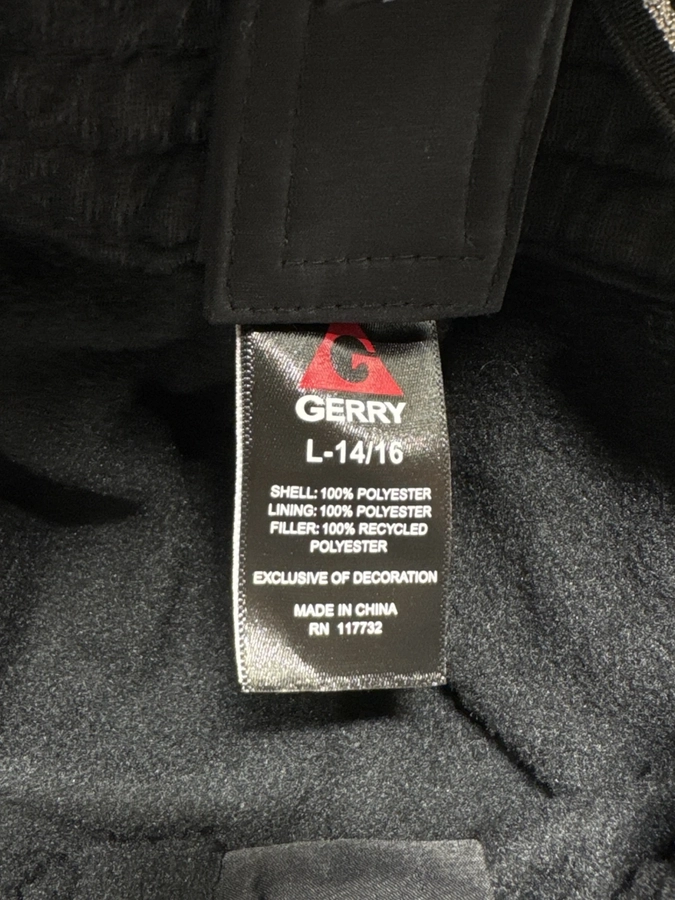 G
GERRY
L-14/16
SHELL: 100% POLYESTER
LINING: 100% POLYESTER
FILLER: 100% RECYCLED
POLYESTER
EXCLUSIVE OF DECORATION
MADE IN CHINA
RN 117732